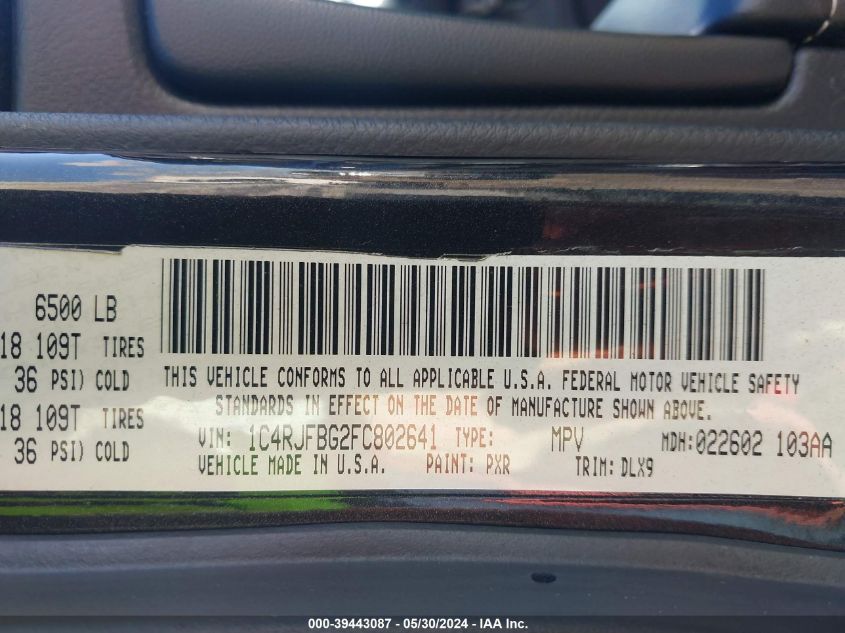 6500 LB
18 109T TIRES
36 PSI) COLD
18 109T TIRES
36 PSI) COLD
THIS VEHICLE CONFORMS TO ALL APPLICABLE U.S.A. FEDERAL MOTOR VEHICLE SAFETY
STANDARDS IN EFFECT ON THE DATE OF MANUFACTURE SHOWN ABOVE.
VIN: 1C4RJFBG2FC802641 TYPE: MPV MDH:022602 103AA
VEHICLE MADE IN U.S.A. PAINT: PXR TRIM: DLX9
000-39443087 - 05/30/2024 - IAA Inc.